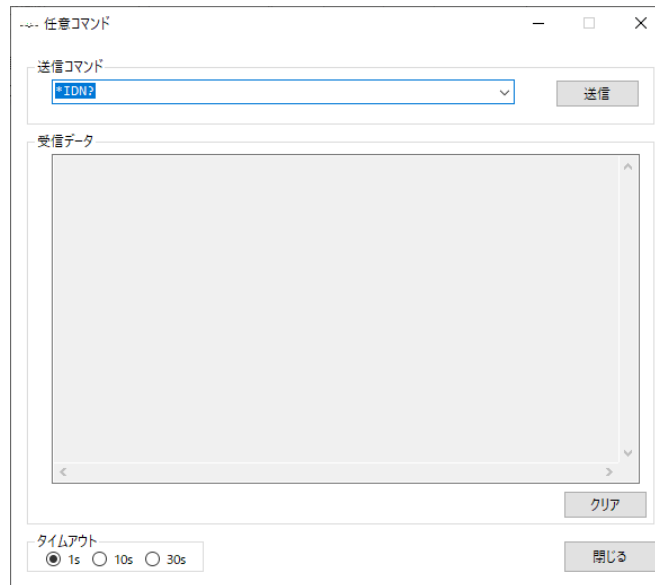 任意コマンド
送信コマンド
*IDN?
送信
受信データ
クリア
タイムアウト
1s 10s 30s
閉じる